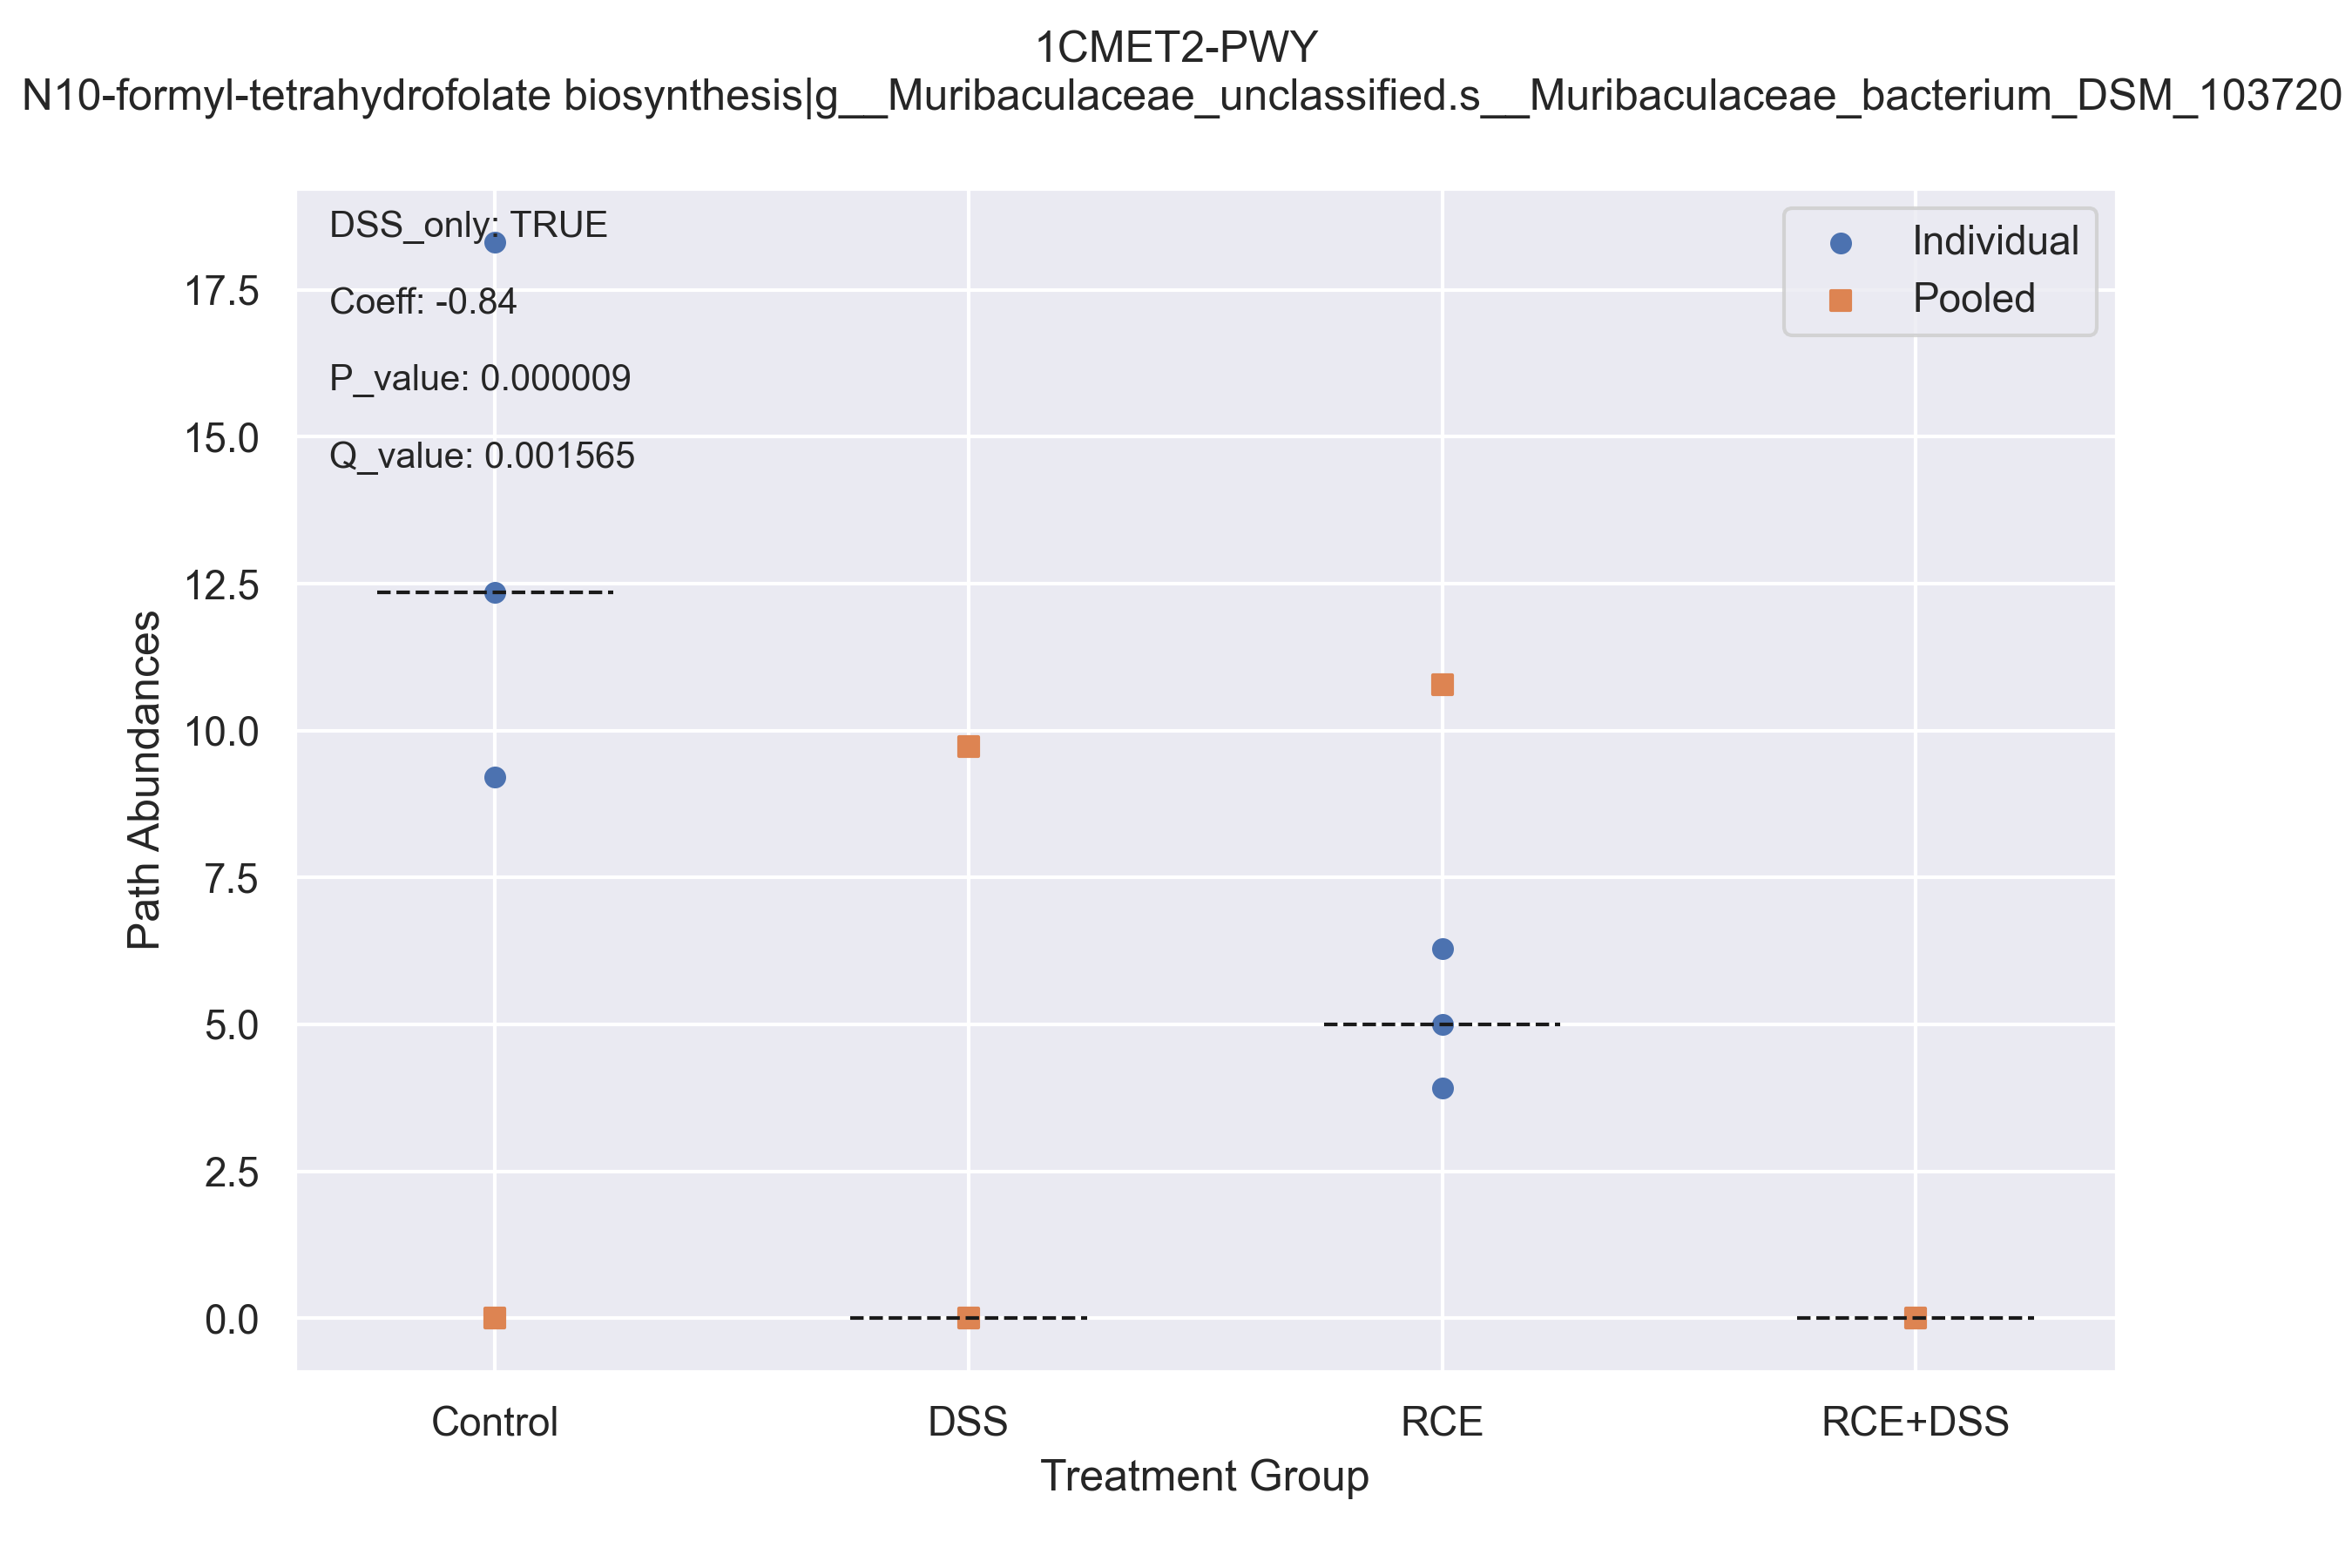 1CMET2-PWY
N10-formyl-tetrahydrofolate biosynthesis|g__Muribaculaceae_unclassified.s__Muribaculaceae_bacterium_DSM_103720
DSS_only: TRUE
Coeff: -0.84
P_value: 0.000009
Q_value: 0.001565
Individual
Pooled
Path Abundances
17.5
15.0
12.5
10.0
7.5
5.0
2.5
0.0
Control
DSS
RCE
RCE+DSS
Treatment Group